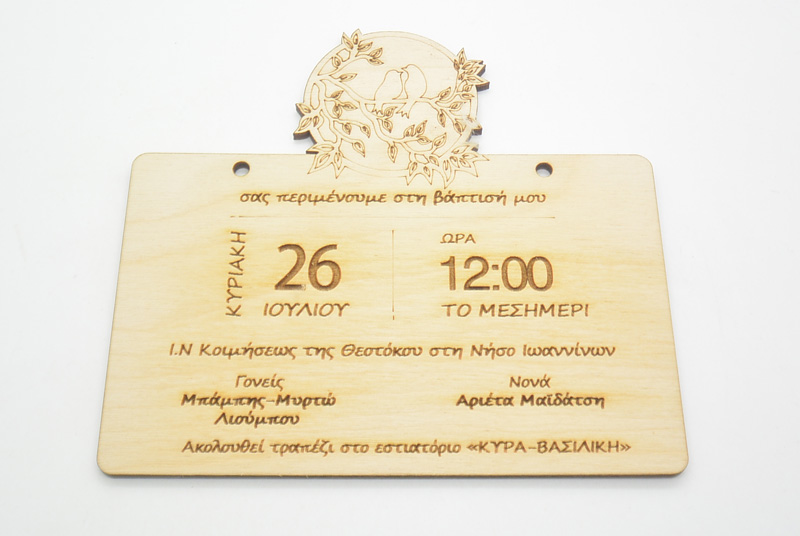 σας περιμένουμε στη βάπτισή μου
ΚΥΡΙΑΚΗ
26
ΙΟΥΛΙΟΥ
ΩΡΑ
12:00
ΤΟ ΜΕΣΗΜΕΡΙ
Ι.Ν Κοιμήσεως της Θεοτόκου στη Νήσο Ιωαννίνων
Γονείς
Μπάμπης-Μυρτώ
Λιούμπου
Νονά
Αριέτα Μαϊδάτση
Ακολουθεί τραπέζι στο εστιατόριο «ΚΥΡΑ-ΒΑΣΙΛΙΚΗ»